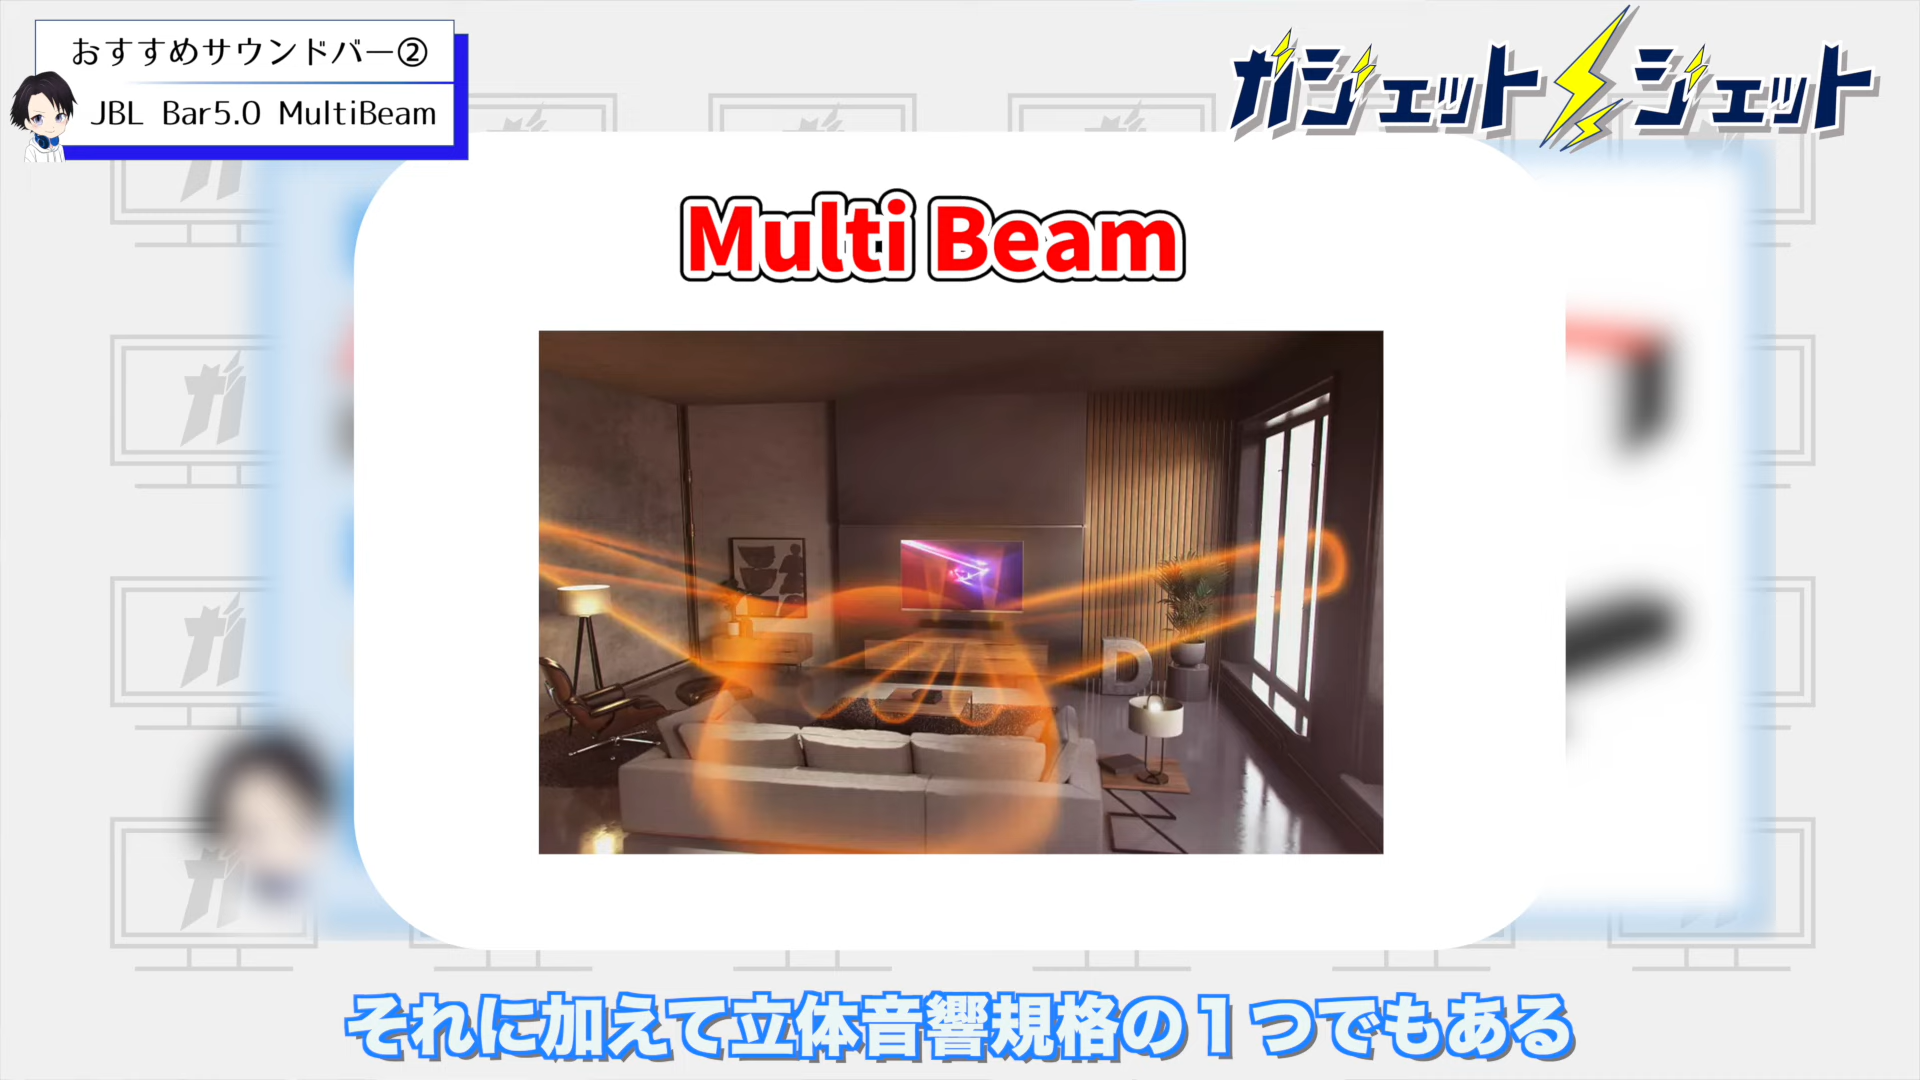 おすすめサウンドバー②
JBL Bar5.0 MultiBeam
ガジェットジェット
Multi Beam
D
それに加えて立体音響規格の1つでもある